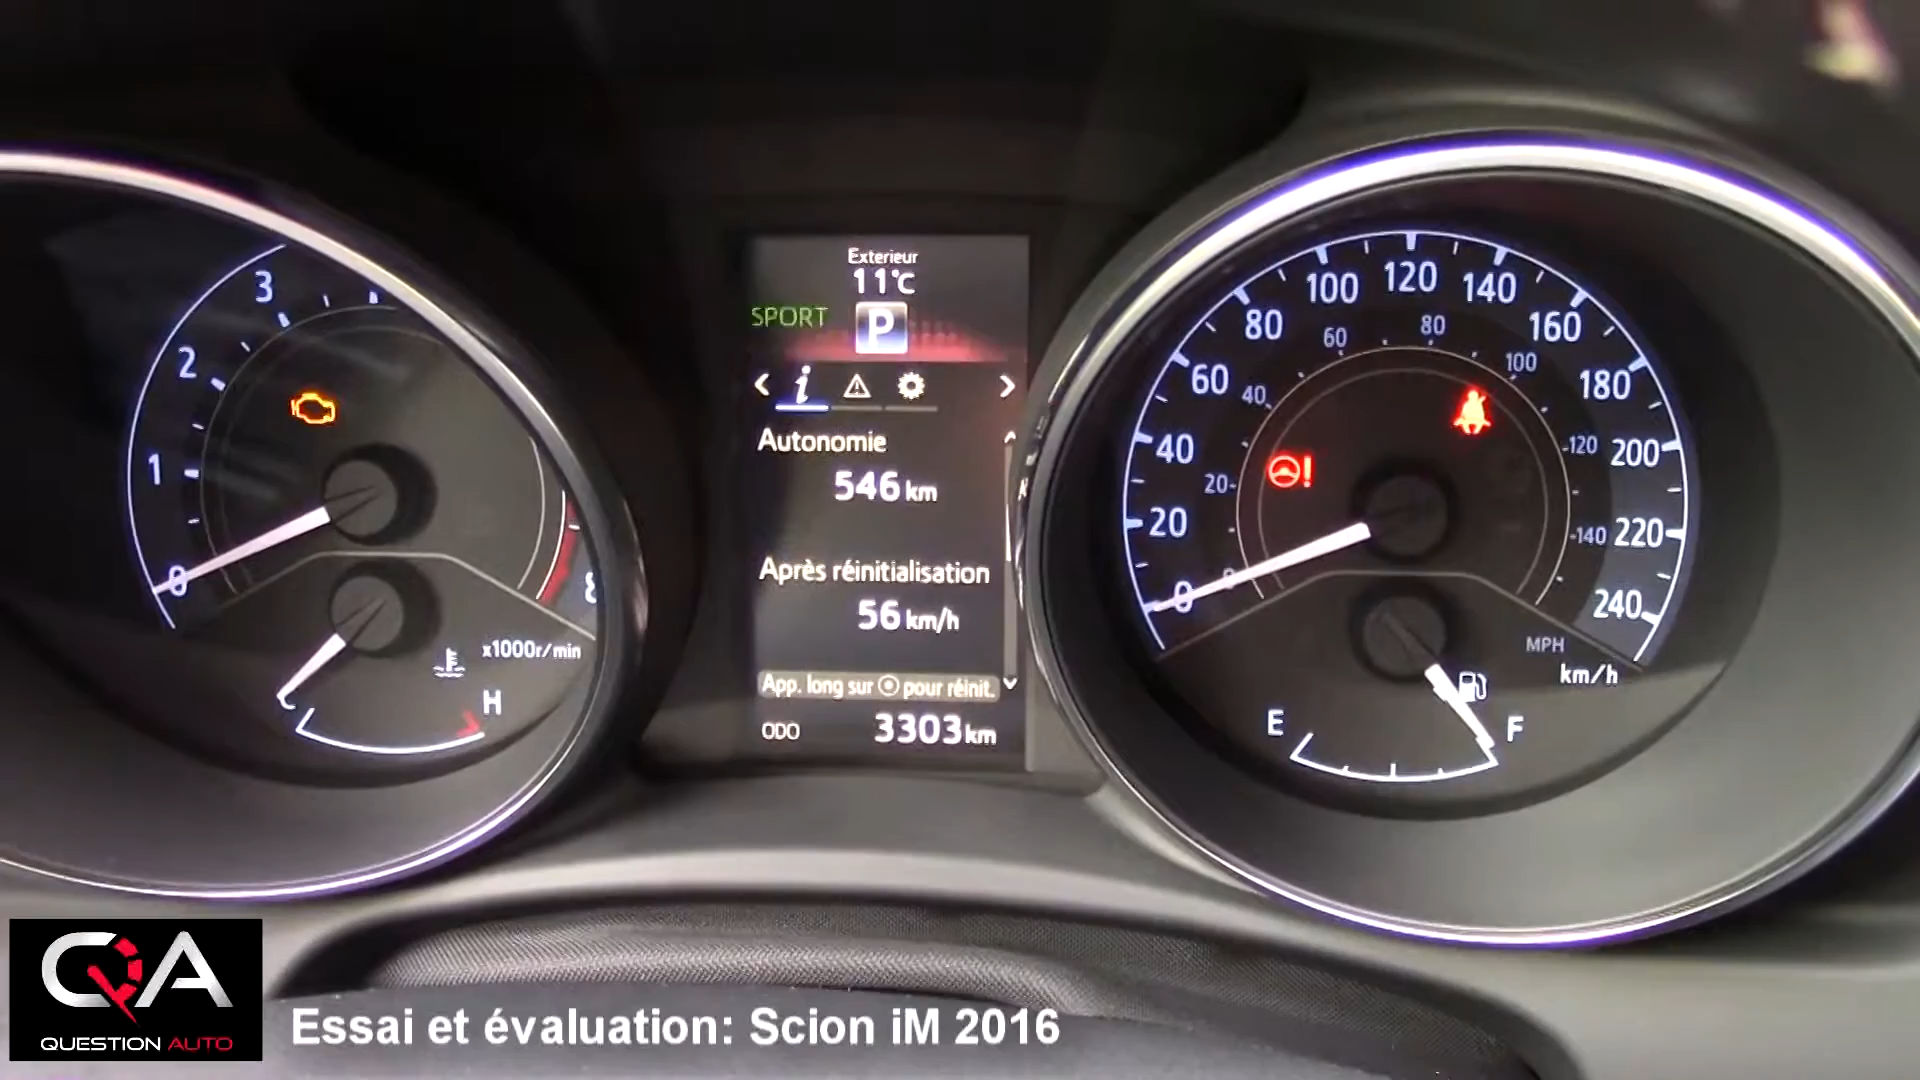 3
2
1
0
8
x1000r/min
C
H
Exterieur
11°C
SPORT
P
i
Autonomie
546 km
Après réinitialisation
56 km/h
App. long sur ⊙ pour réinit.
ODO 3303 km
0
20
40
60
80
100
120
140
160
180
200
220
240
0
20
40
60
80
100
120
140
MPH
km/h
E
F
QA
QUESTION AUTO
Essai et évaluation: Scion iM 2016